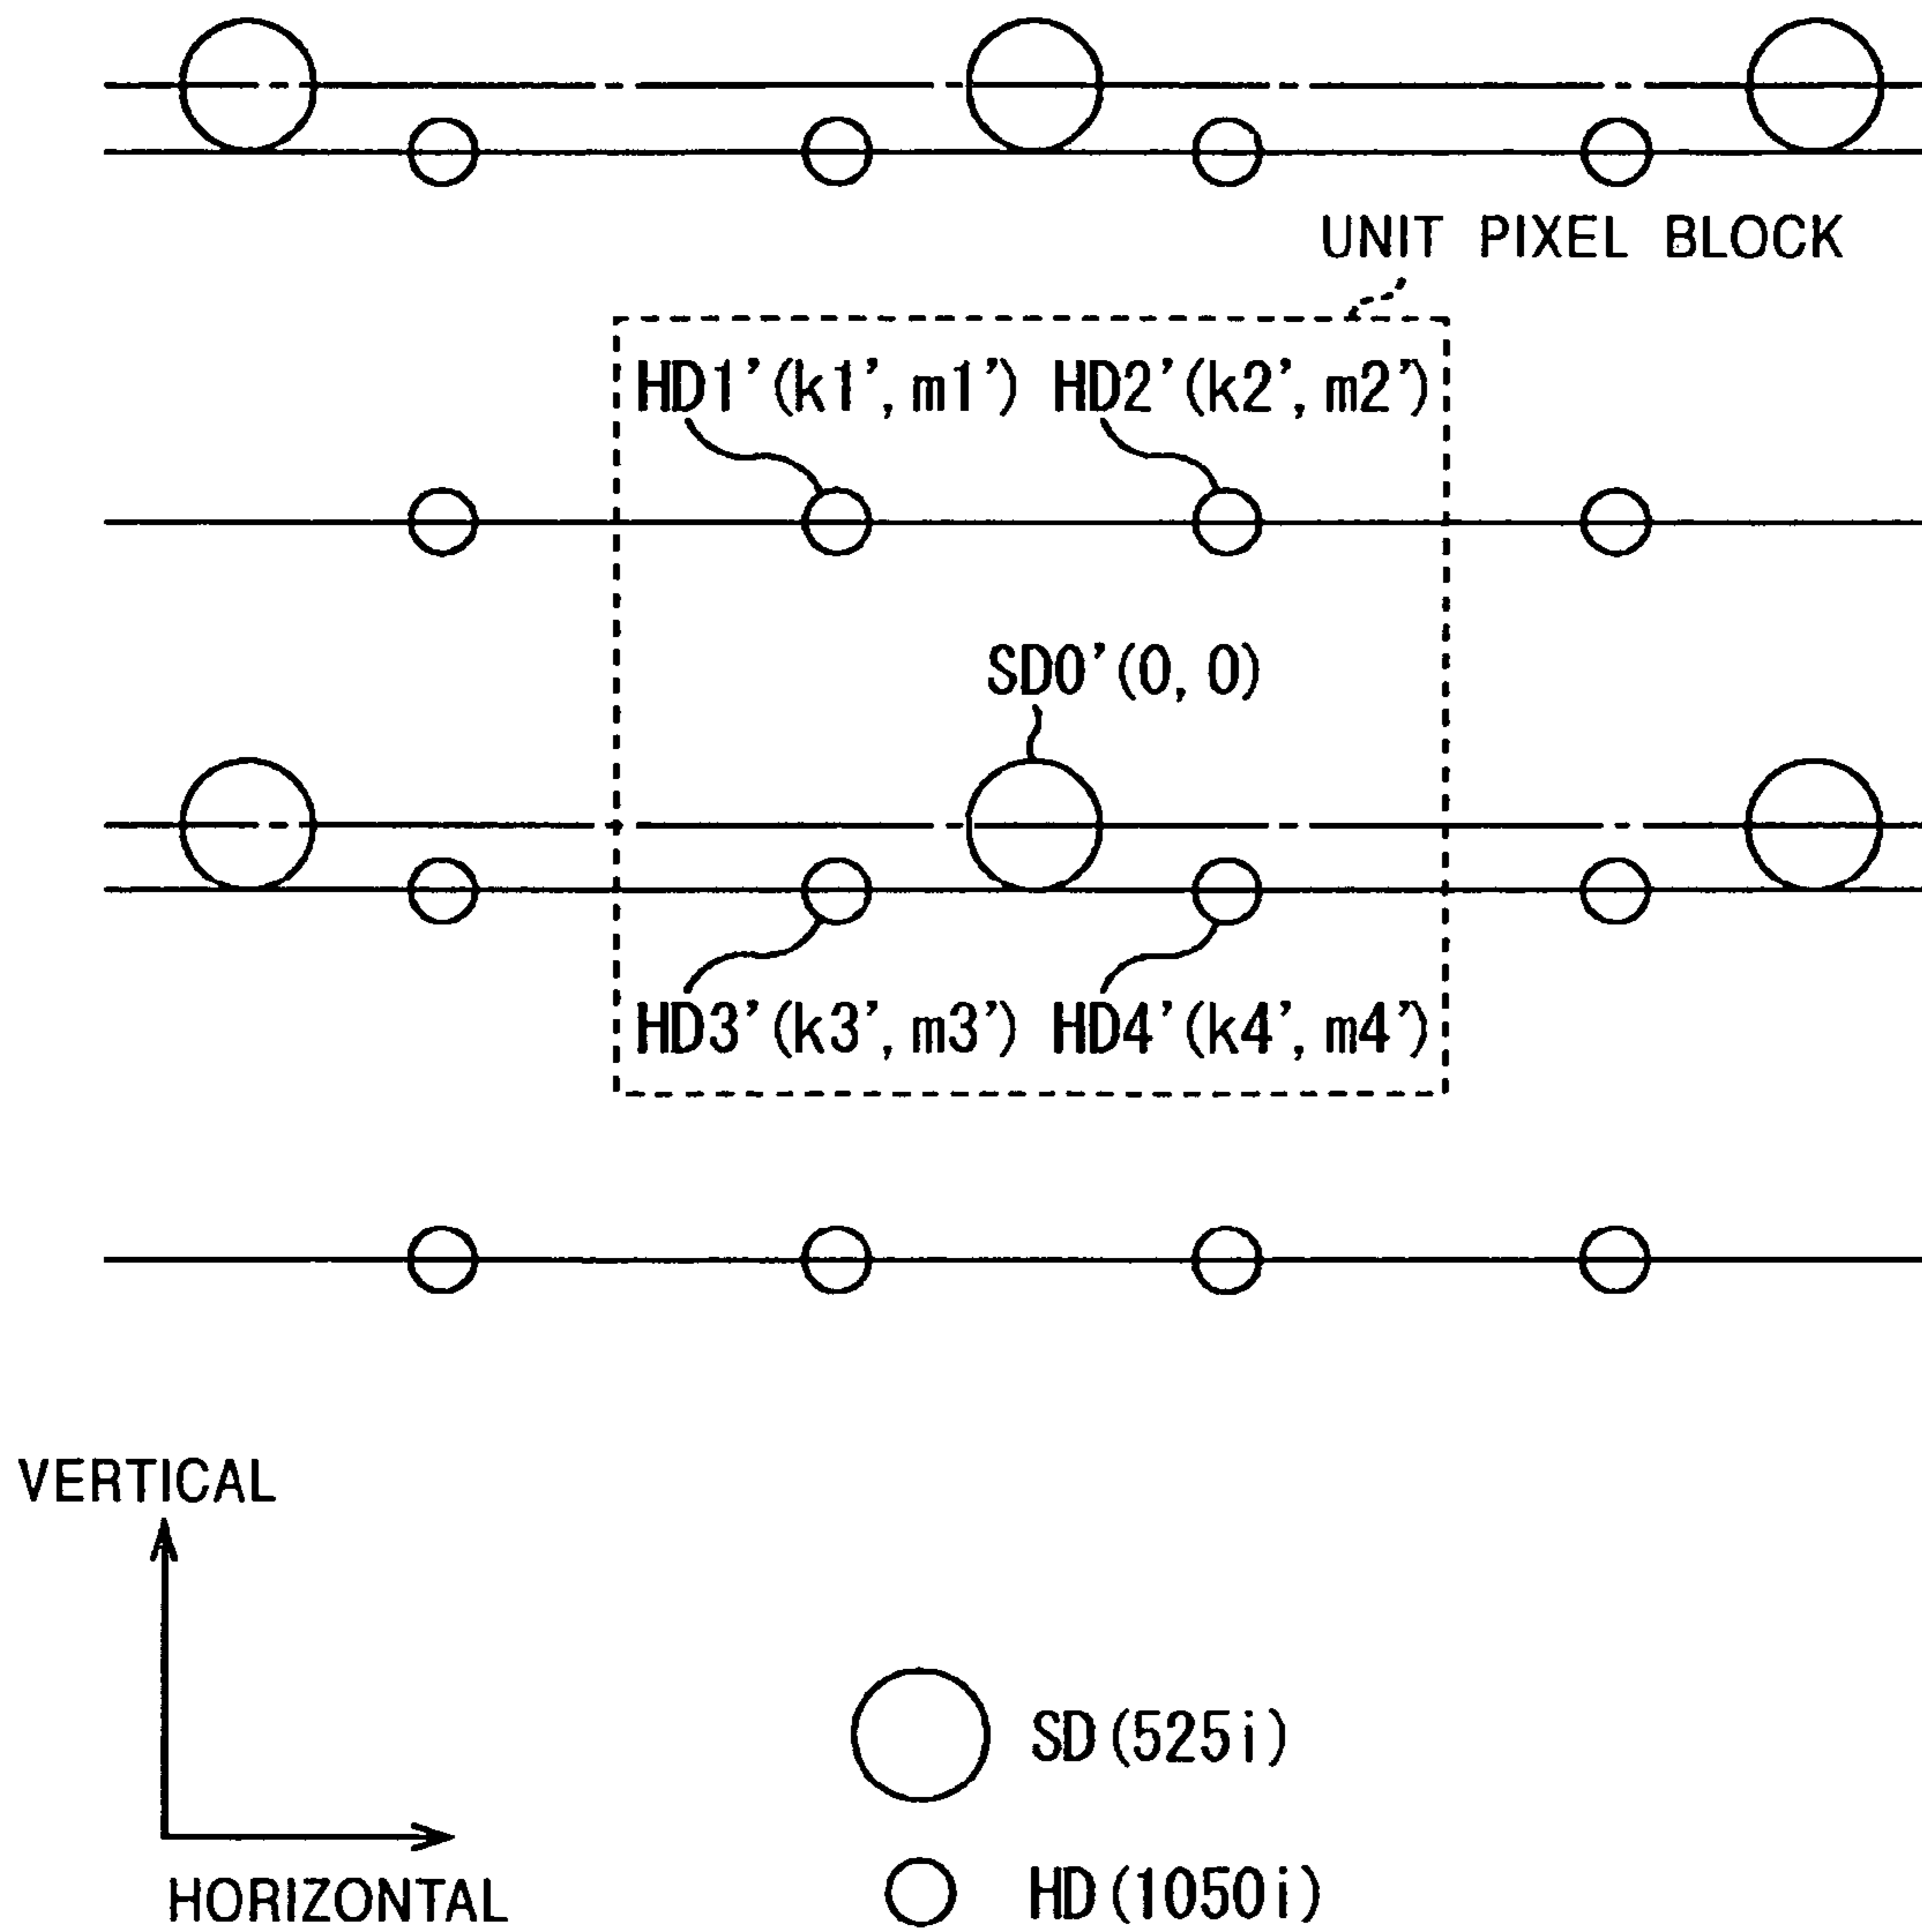 UNIT PIXEL BLOCK
HD1'(k1', m1') HD2'(k2', m2')
SD0'(0, 0)
HD3'(k3', m3') HD4'(k4', m4')
VERTICAL
HORIZONTAL
SD(525i)
HD(1050i)